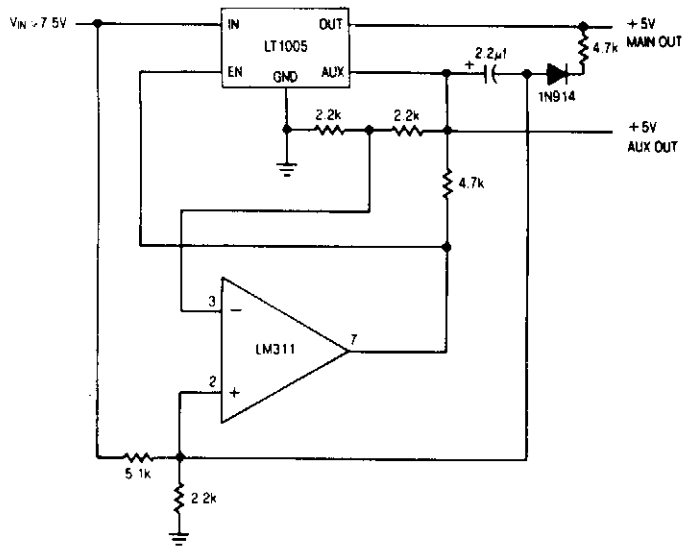 VIN >7.5V
IN
OUT
+5V
MAIN OUT
LT1005
4.7k
EN
GND
AUX
+
2.2µf
1N914
2.2k
2.2k
+5V
AUX OUT
4.7k
3
−
LM311
7
2
+
5.1k
2.2k